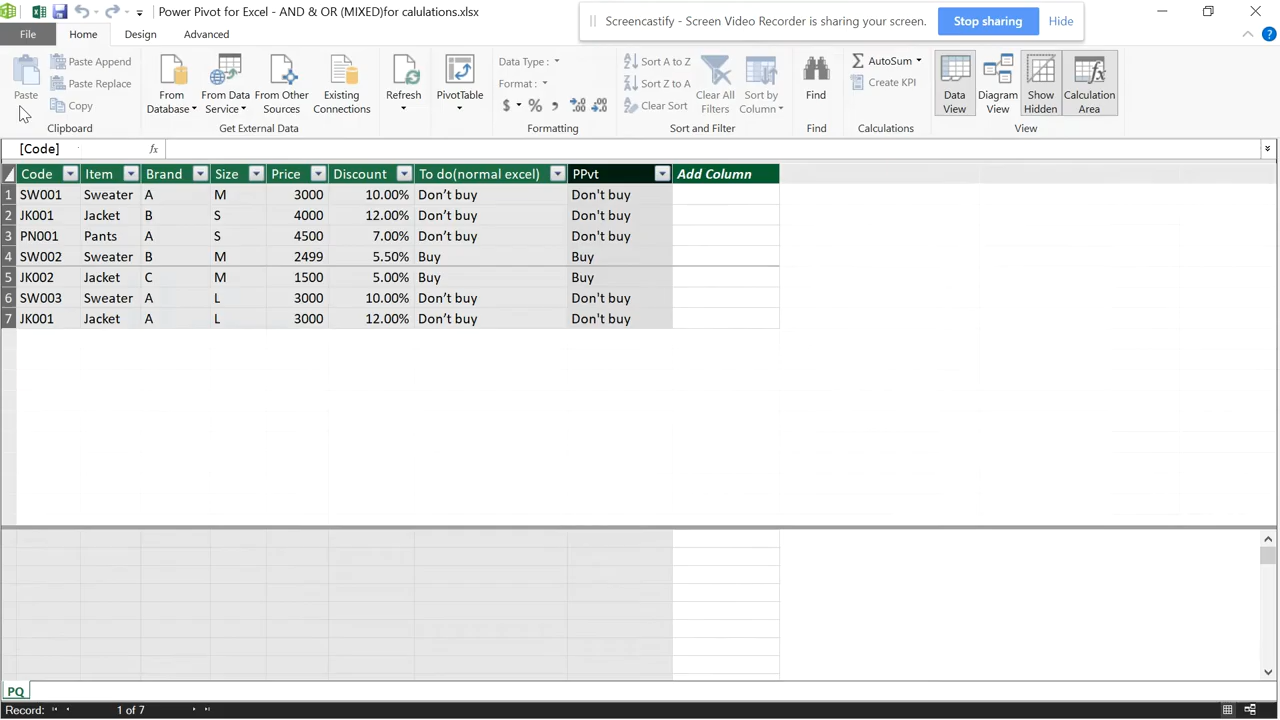 Power Pivot for Excel - AND & OR (MIXED)for calulations.xlsx
Screencastify - Screen Video Recorder is sharing your screen. Stop sharing Hide
File Home Design Advanced
Paste
Paste Append
Paste Replace
Copy
Clipboard
From Database
From Data Service
From Other Sources
Existing Connections
Get External Data
Refresh
PivotTable
Data Type :
Format :
$ % ,
Formatting
Sort A to Z
Sort Z to A
Clear Sort
Clear All Filters
Sort by Column
Sort and Filter
Find
Find
AutoSum
Create KPI
Calculations
Data View
Diagram View
Show Hidden
Calculation Area
View
[Code] fx
Code Item Brand Size Price Discount To do(normal excel) PPvt Add Column
1 SW001 Sweater A M 3000 10.00% Don’t buy Don't buy
2 JK001 Jacket B S 4000 12.00% Don’t buy Don't buy
3 PN001 Pants A S 4500 7.00% Don’t buy Don't buy
4 SW002 Sweater B M 2499 5.50% Buy Buy
5 JK002 Jacket C M 1500 5.00% Buy Buy
6 SW003 Sweater A L 3000 10.00% Don’t buy Don't buy
7 JK001 Jacket A L 3000 12.00% Don’t buy Don't buy
PQ
Record: 1 of 7